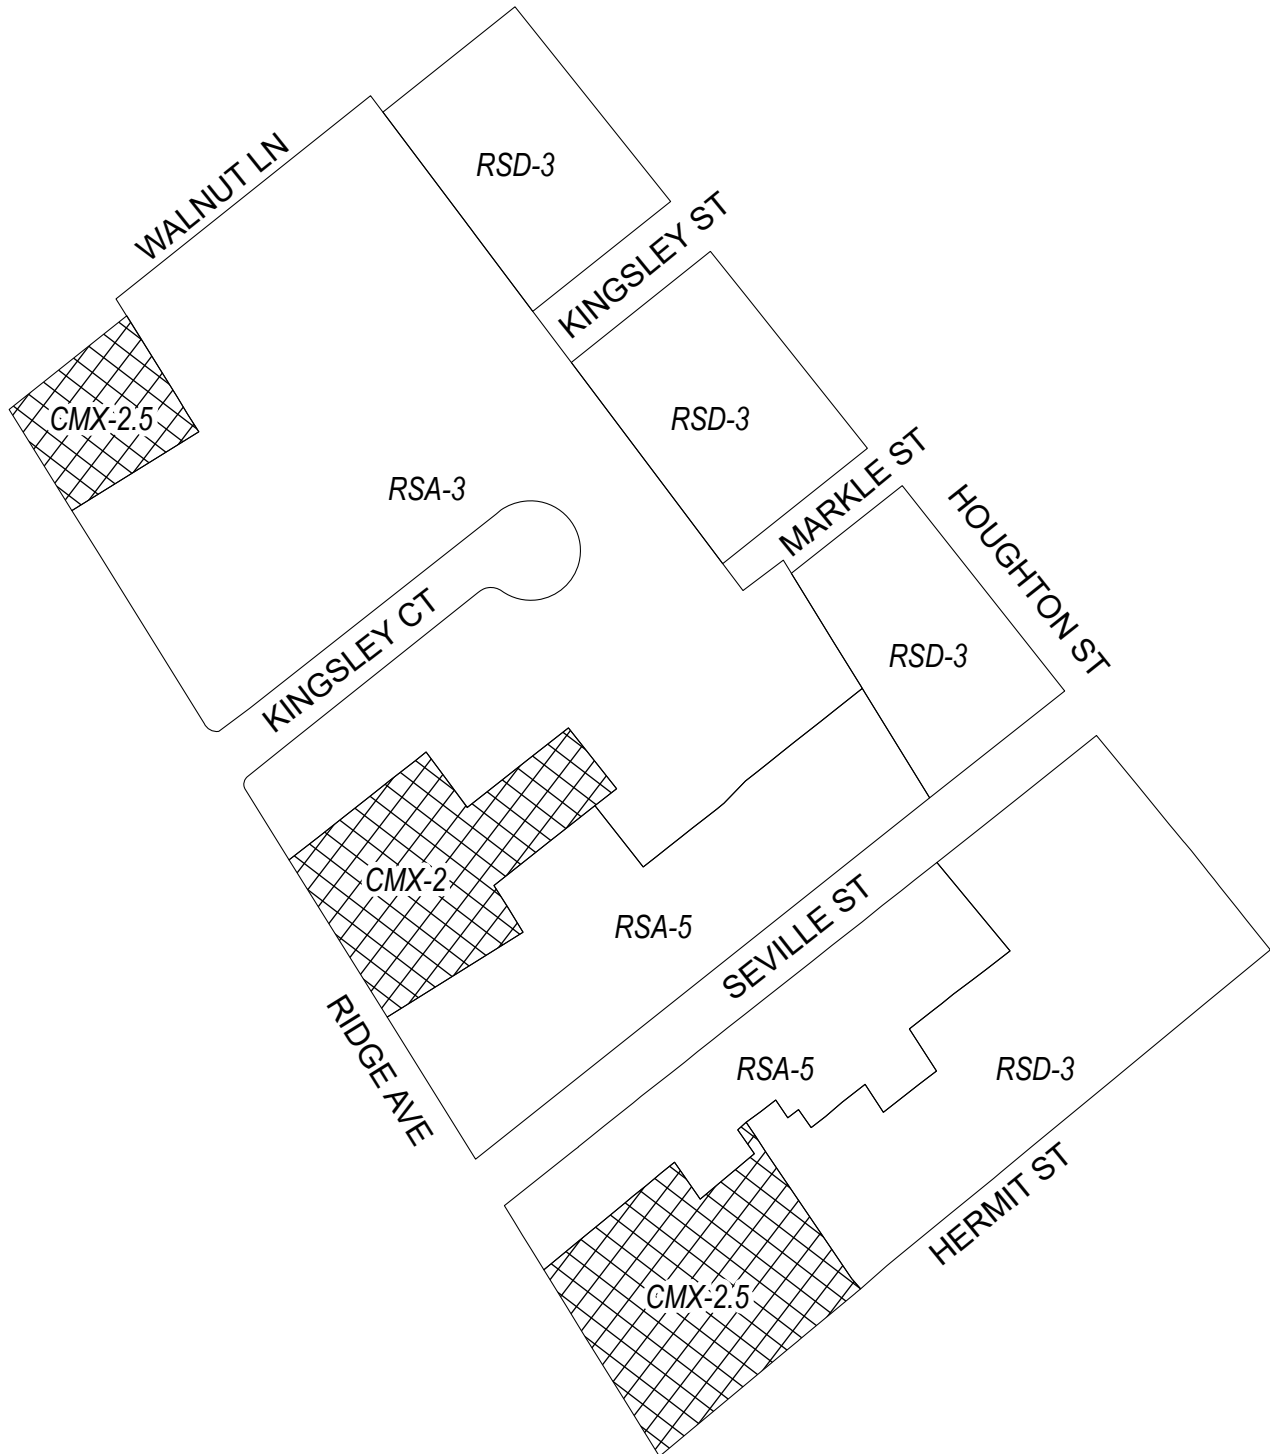 RSD-3
WALNUT LN
KINGSLEY ST
CMX-2.5
RSD-3
RSA-3
MARKLE ST
HOUGHTON ST
KINGSLEY CT
RSD-3
CMX-2
RSA-5
SEVILLE ST
RIDGE AVE
RSA-5
RSD-3
HERMIT ST
CMX-2.5